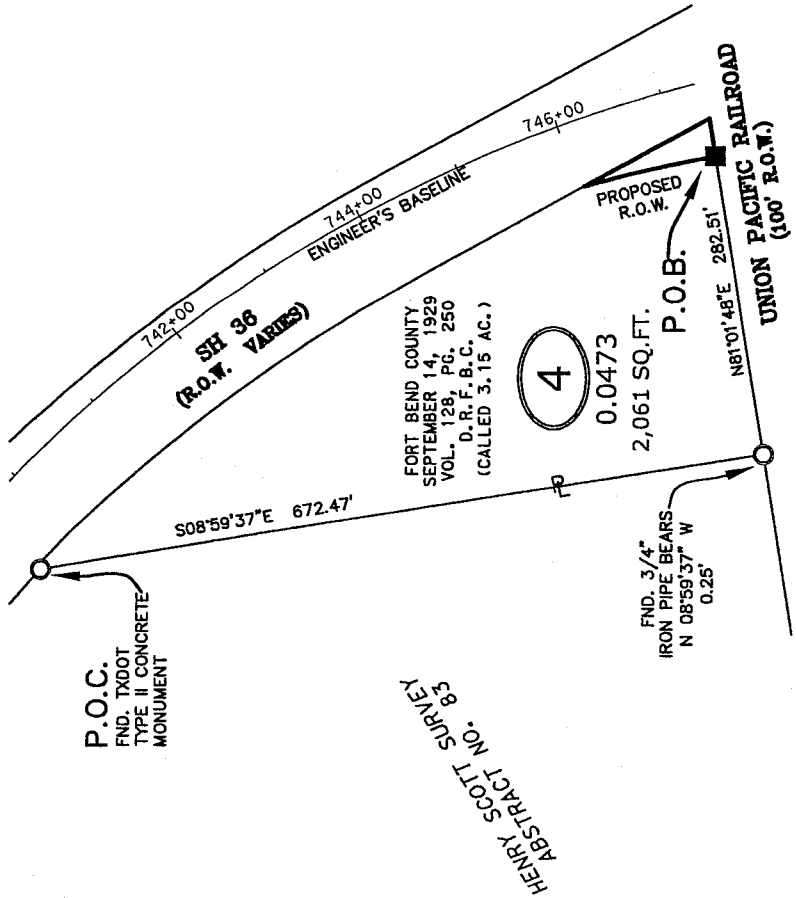 742+00
SH 36
(R.O.W. VARIES)
744+00
ENGINEER'S BASELINE
746+00
PROPOSED
R.O.W.
FORT BEND COUNTY
SEPTEMBER 14, 1929
VOL. 128, PG. 250
D.R.F.B.C.
(CALLED 3.15 AC.)
4
0.0473
2,061 SQ.FT.
P.O.B.
N81°01'48"E 282.51'
UNION PACIFIC RAILROAD
(100' R.O.W.)
S08°59'37"E 672.47'
PL
P.O.C.
FND. TXDOT
TYPE II CONCRETE
MONUMENT
FND. 3/4"
IRON PIPE BEARS
N 08°59'37" W
0.25'
HENRY SCOTT SURVEY
ABSTRACT NO. 83